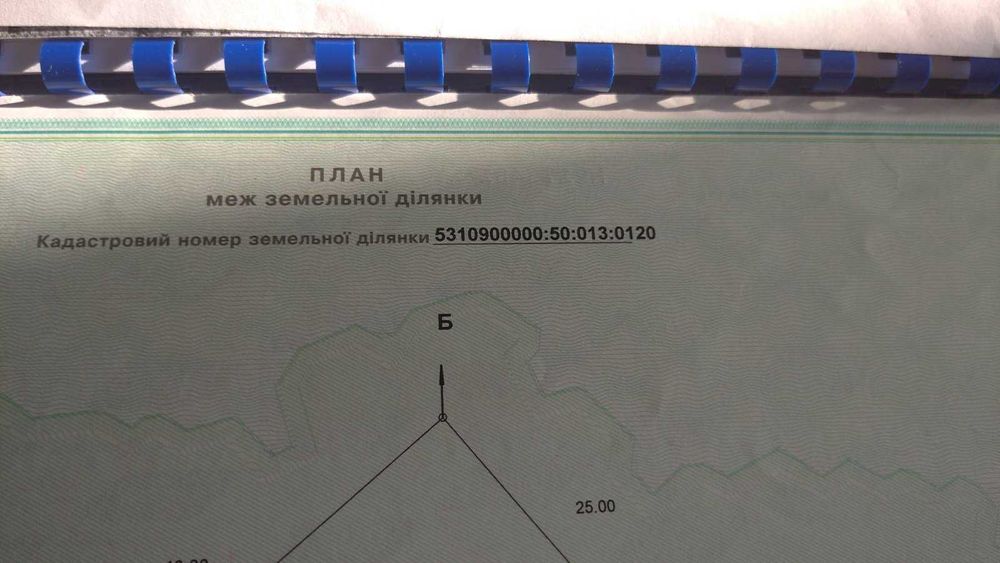 ПЛАН
меж земельної ділянки
Кадастровий номер земельної ділянки 5310900000:50:013:0120
Б
25.00